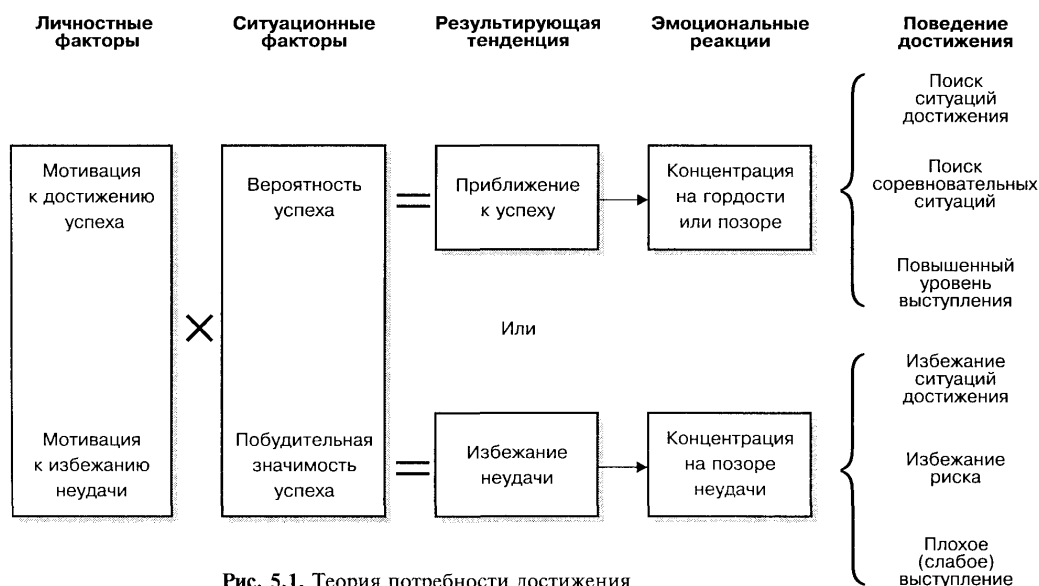 Личностные
факторы
Ситуационные
факторы
Результирующая
тенденция
Эмоциональные
реакции
Поведение
достижения
Мотивация
к достижению
успеха
Мотивация
к избежанию
неудачи
×
Вероятность
успеха
Побудительная
значимость
успеха
=
Приближение
к успеху
Концентрация
на гордости
или позоре
Или
=
Избежание
неудачи
Концентрация
на позоре
неудачи
Поиск
ситуаций
достижения
Поиск
соревновательных
ситуаций
Повышенный
уровень
выступления
Избежание
ситуаций
достижения
Избежание
риска
Плохое
(слабое)
выступление
Рис. 5.1. Теория потребности достижения